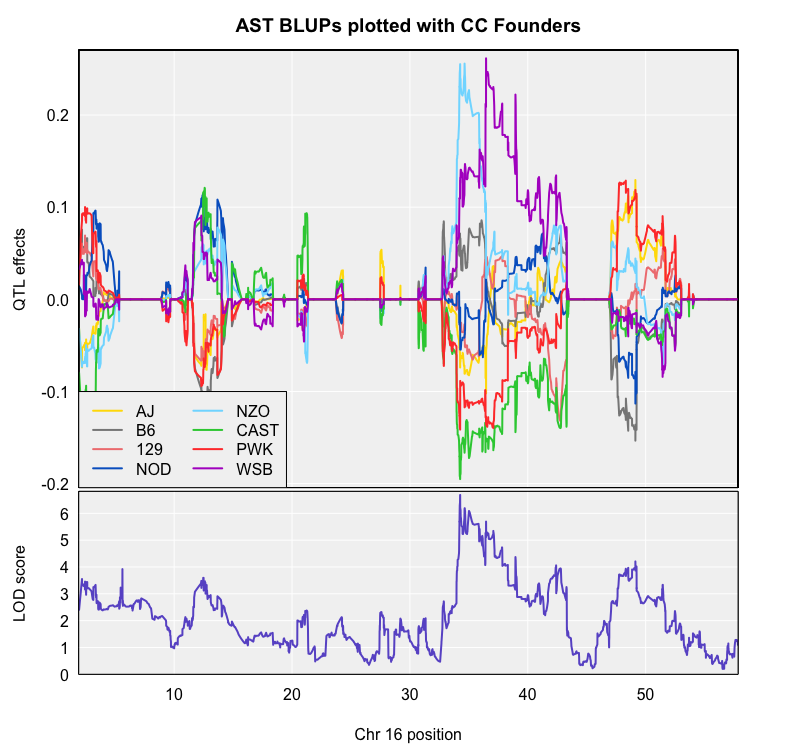 AST BLUPs plotted with CC Founders
QTL effects
0.2
0.1
0.0
-0.1
-0.2
AJ
B6
129
NOD
NZO
CAST
PWK
WSB
LOD score
6
5
4
3
2
1
0
10 20 30 40 50
Chr 16 position